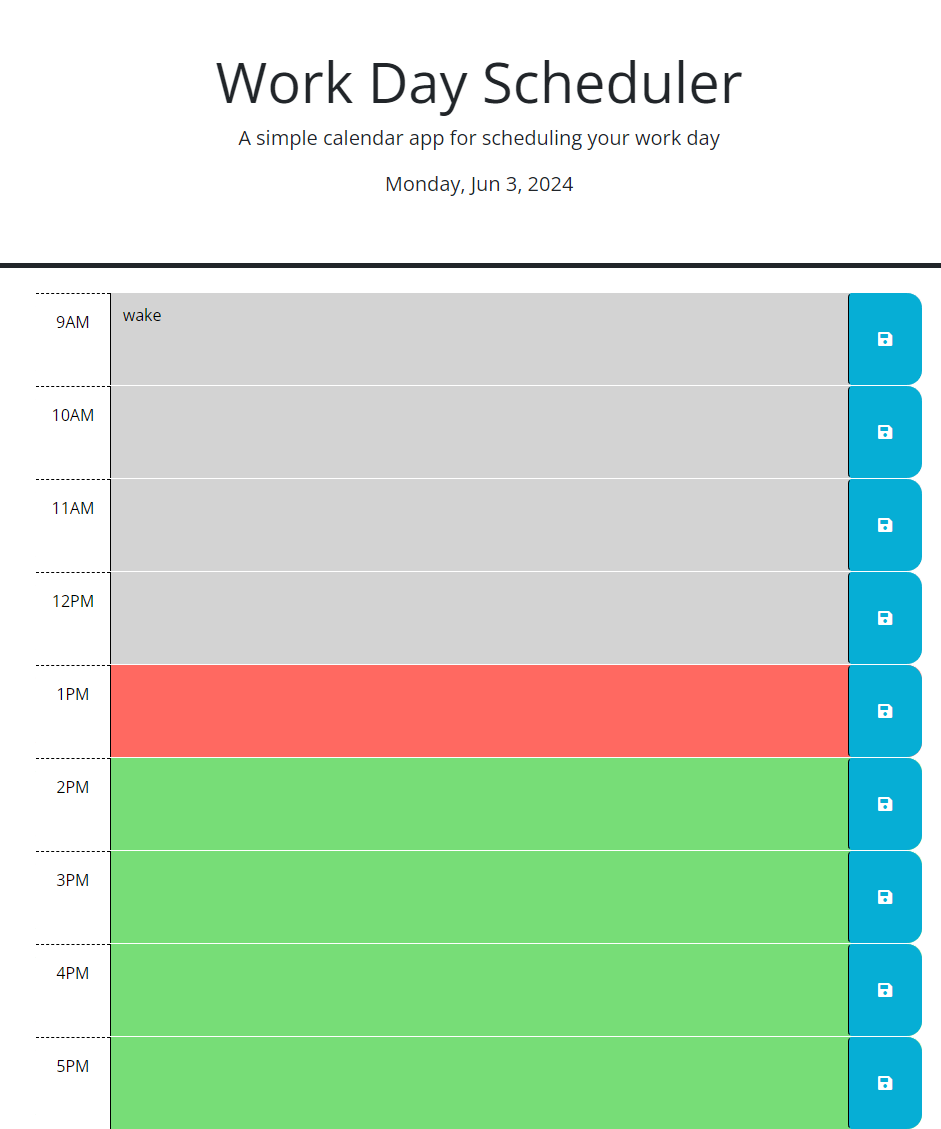 Work Day Scheduler
A simple calendar app for scheduling your work day
Monday, Jun 3, 2024
9AM
wake
10AM
11AM
12PM
1PM
2PM
3PM
4PM
5PM